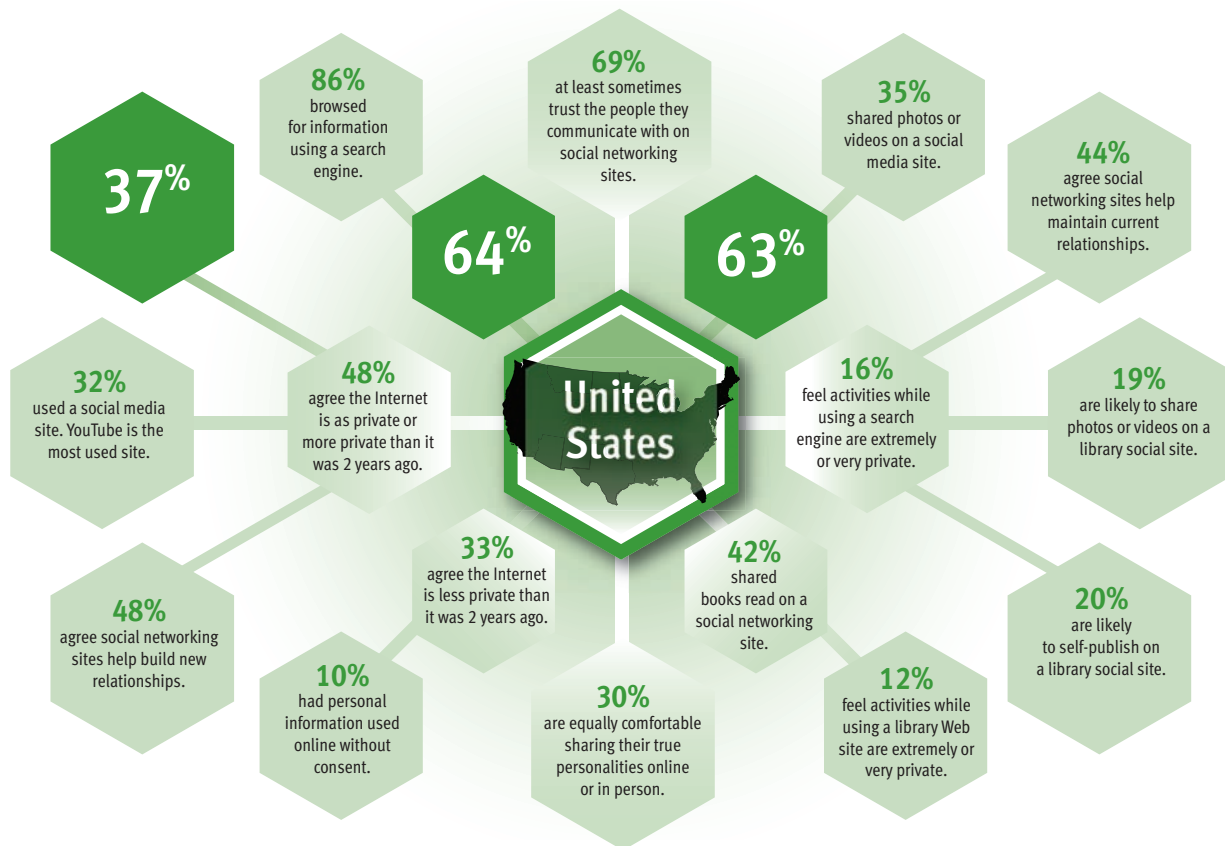 86%
browsed
for information
using a search
engine.
69%
at least sometimes
trust the people they
communicate with on
social networking
sites.
35%
shared photos or
videos on a social
media site.
37%
64%
63%
44%
agree social
networking sites help
maintain current
relationships.
32%
used a social media
site. YouTube is the
most used site.
48%
agree the Internet
is as private or
more private than it
was 2 years ago.
United
States
16%
feel activities while
using a search
engine are extremely
or very private.
19%
are likely to share
photos or videos on a
library social site.
48%
agree social networking
sites help build new
relationships.
33%
agree the Internet
is less private than
it was 2 years ago.
42%
shared
books read on a
social networking
site.
20%
are likely
to self-publish on
a library social site.
10%
had personal
information used
online without
consent.
30%
are equally comfortable
sharing their true
personalities online
or in person.
12%
feel activities while
using a library Web
site are extremely or
very private.